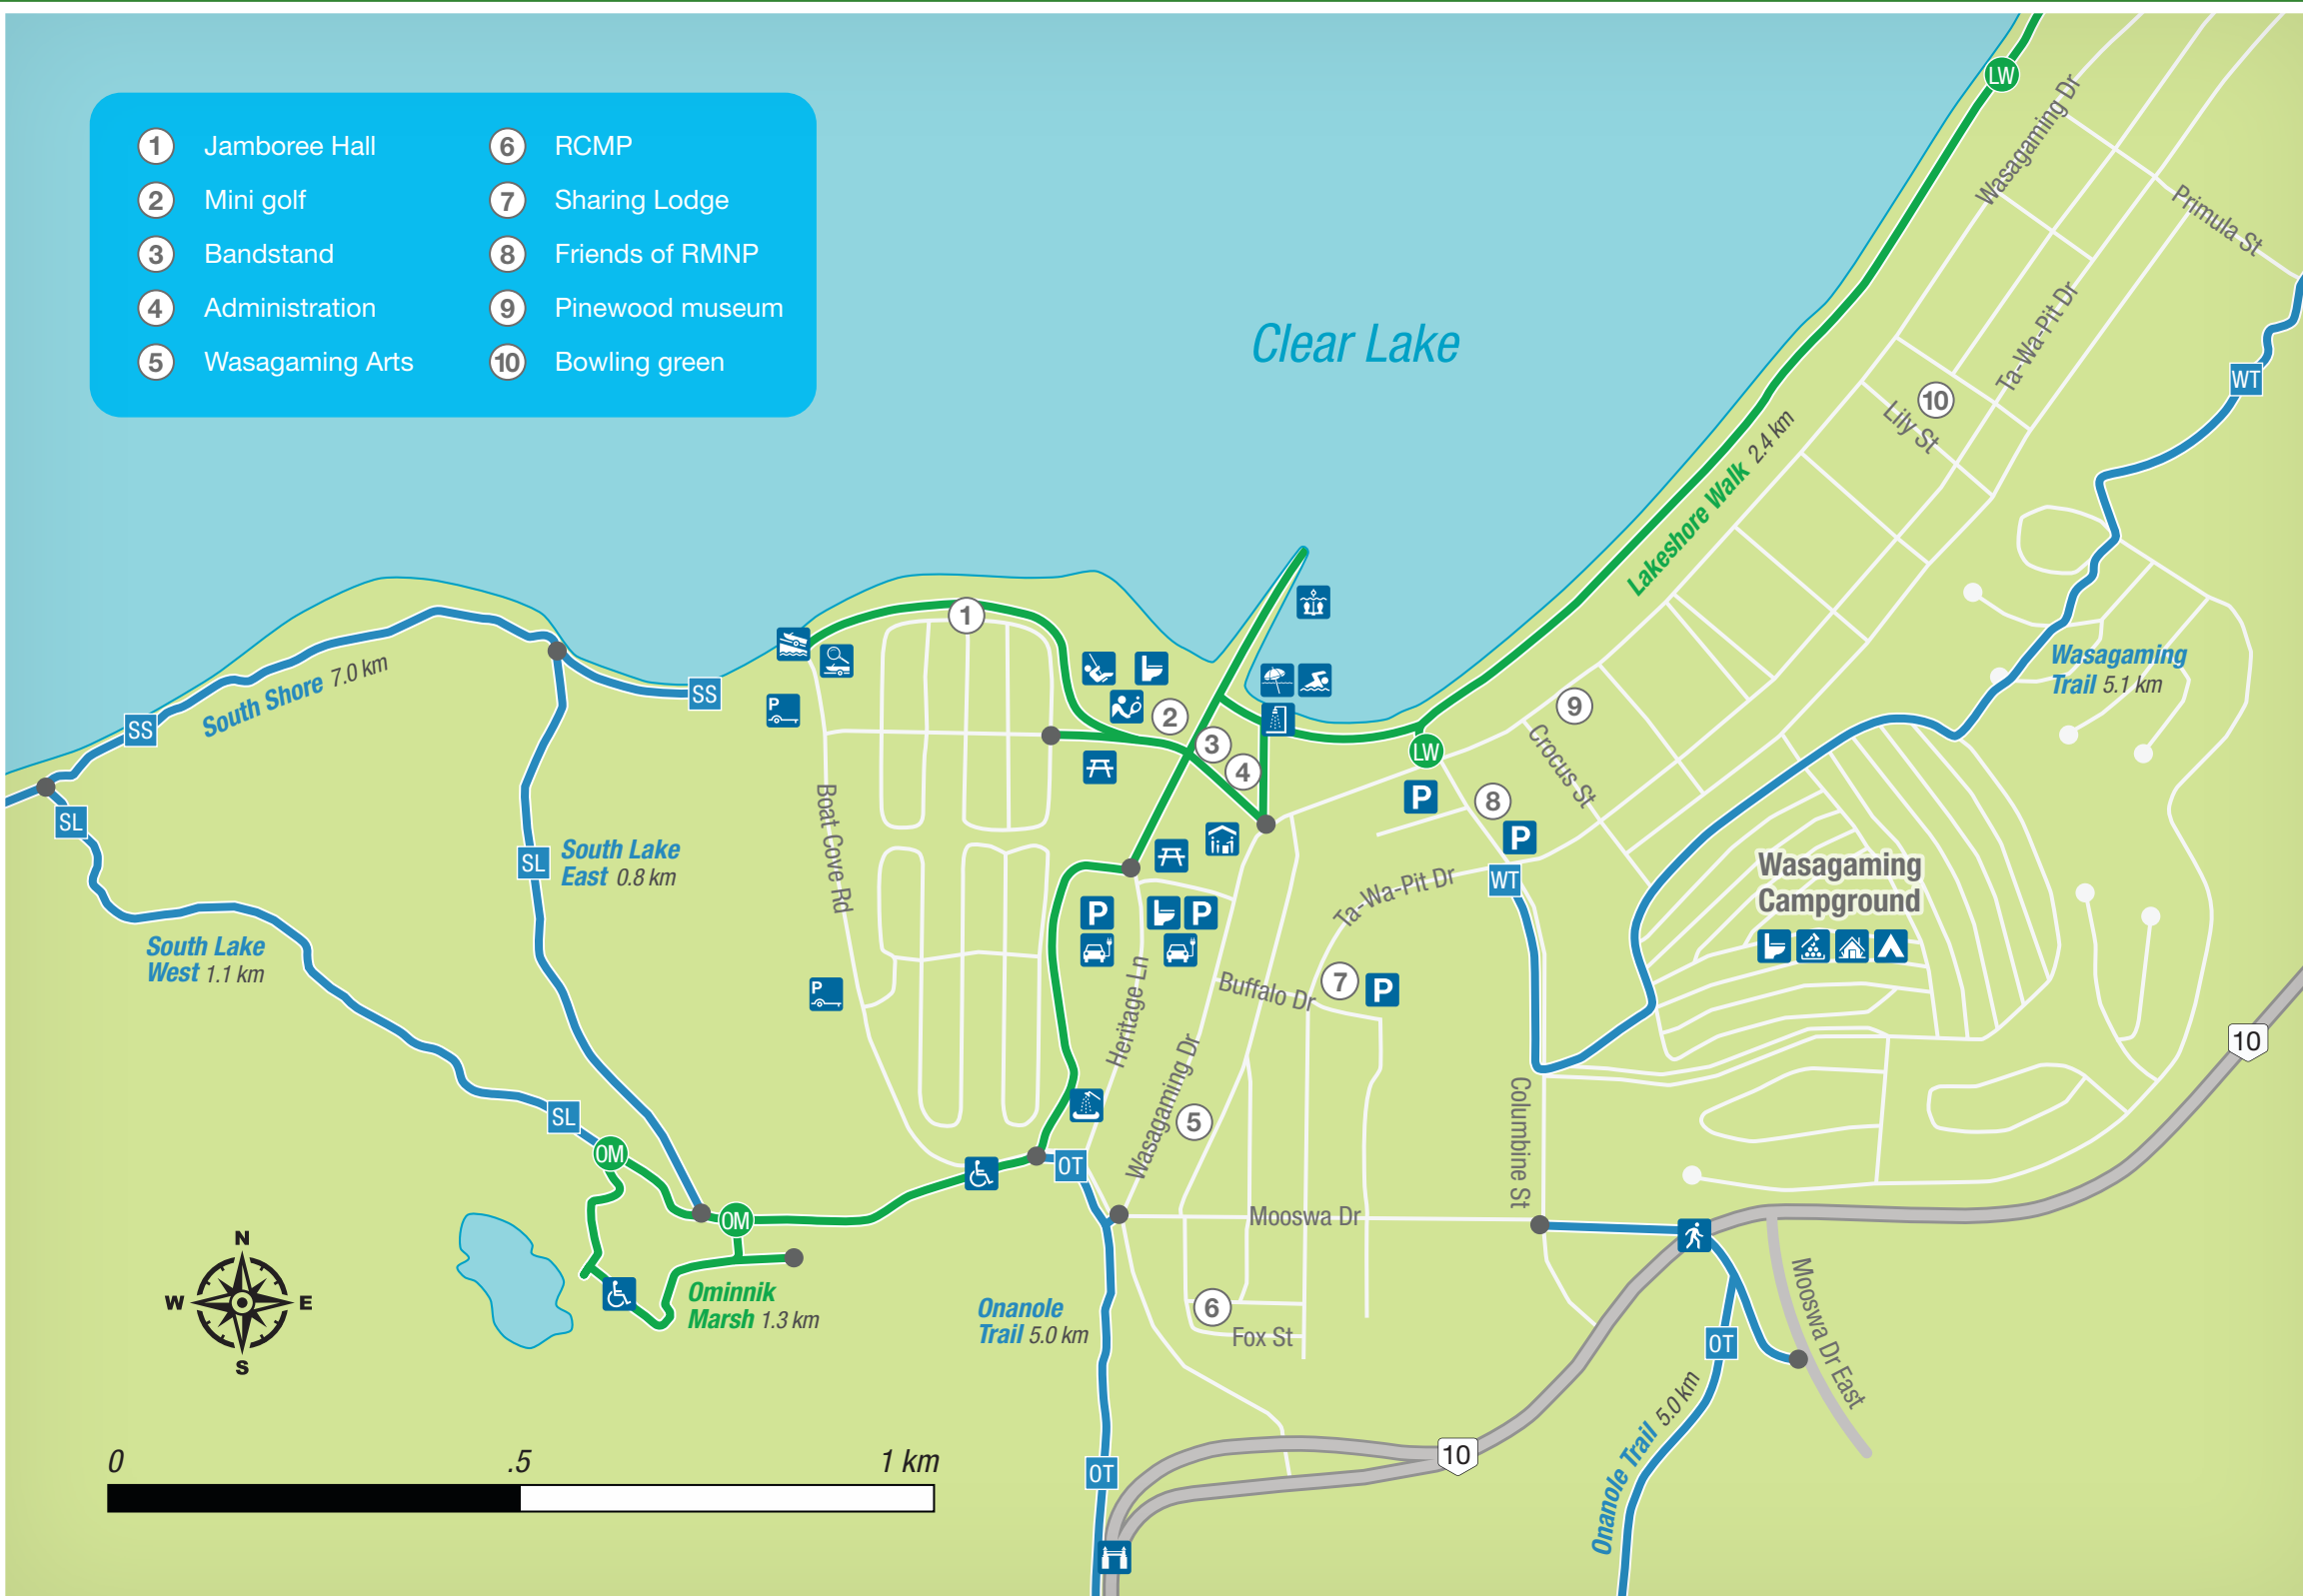 1 Jamboree Hall
2 Mini golf
3 Bandstand
4 Administration
5 Wasagaming Arts
6 RCMP
7 Sharing Lodge
8 Friends of RMNP
9 Pinewood museum
10 Bowling green
Clear Lake
LW
Wasagaming Dr
Primula St
Ta-Wa-Pit Dr
WT
10
Lily St
Lakeshore Walk 2.4 km
Wasagaming
Trail 5.1 km
1
SS
South Shore 7.0 km
SS
P
2
3
4
9
LW
Crocus St
P
8
P
SL
Boat Cove Rd
South Lake
East 0.8 km
SL
Wasagaming
Campground
WT
Ta-Wa-Pit Dr
P
P
South Lake
West 1.1 km
P
Heritage Ln
Buffalo Dr
7
P
10
Wasagaming Dr
5
Columbine St
SL
OM
OT
OM
Mooswa Dr
N
W
E
S
Ominnik
Marsh 1.3 km
Onanole
Trail 5.0 km
6
Fox St
OT
Mooswa Dr East
Onanole Trail 5.0 km
0
.5
1 km
OT
10